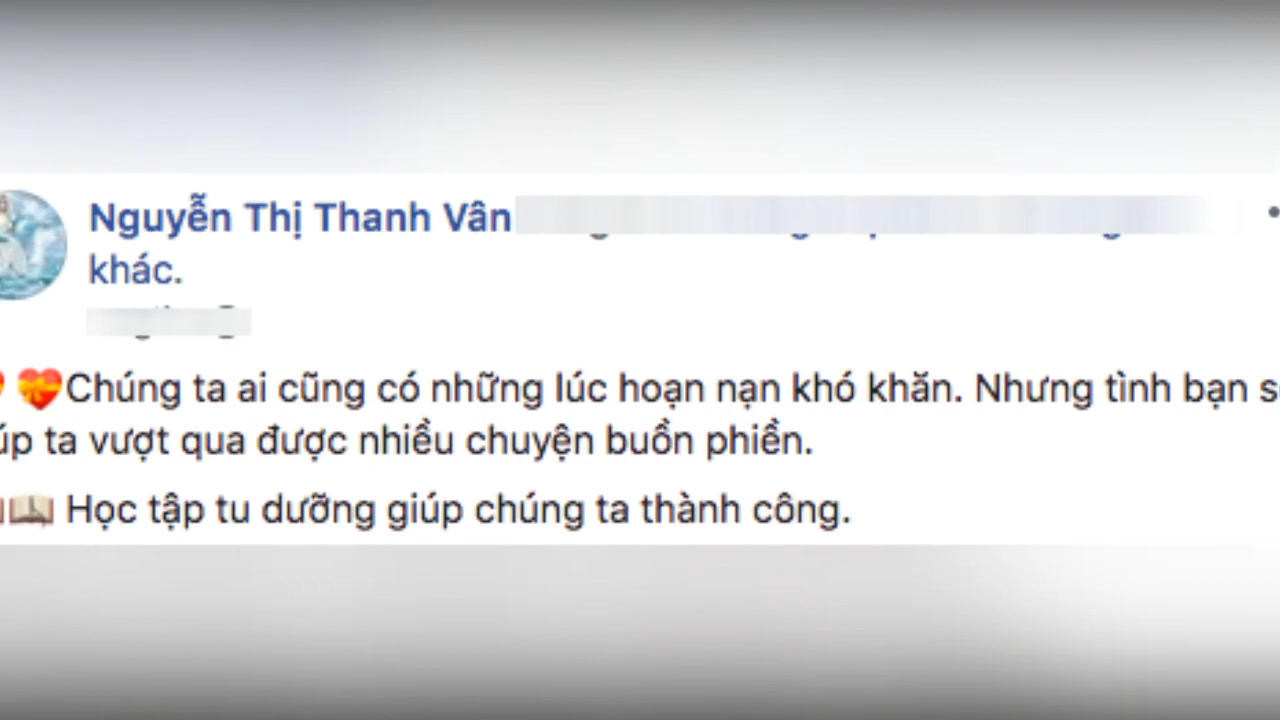 Nguyễn Thị Thanh Vân
khác.
Chúng ta ai cũng có những lúc hoạn nạn khó khăn. Nhưng tình bạn
ta vượt qua được nhiều chuyện buồn phiền.
Học tập tu dưỡng giúp chúng ta thành công.